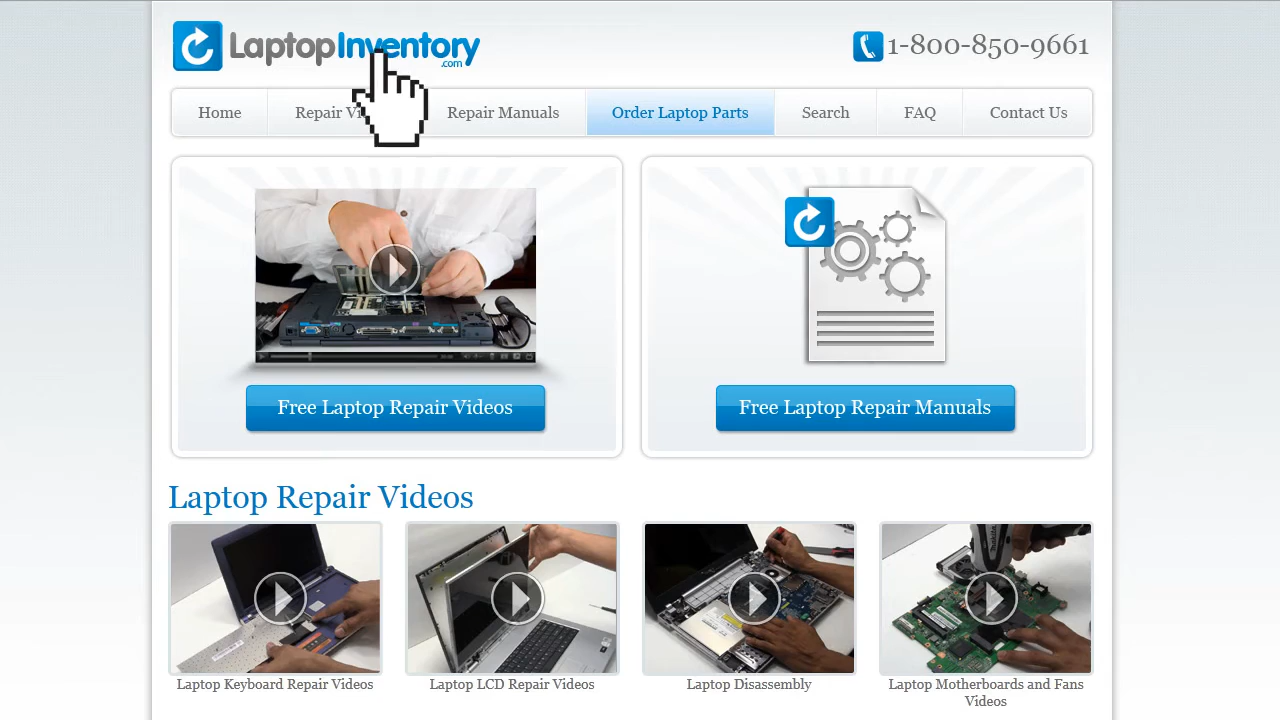 LaptopInventory
.com
1-800-850-9661
Home
Repair Vi
Repair Manuals
Order Laptop Parts
Search
FAQ
Contact Us
Free Laptop Repair Videos
Free Laptop Repair Manuals
Laptop Repair Videos
Laptop Keyboard Repair Videos
Laptop LCD Repair Videos
Laptop Disassembly
Laptop Motherboards and Fans
Videos